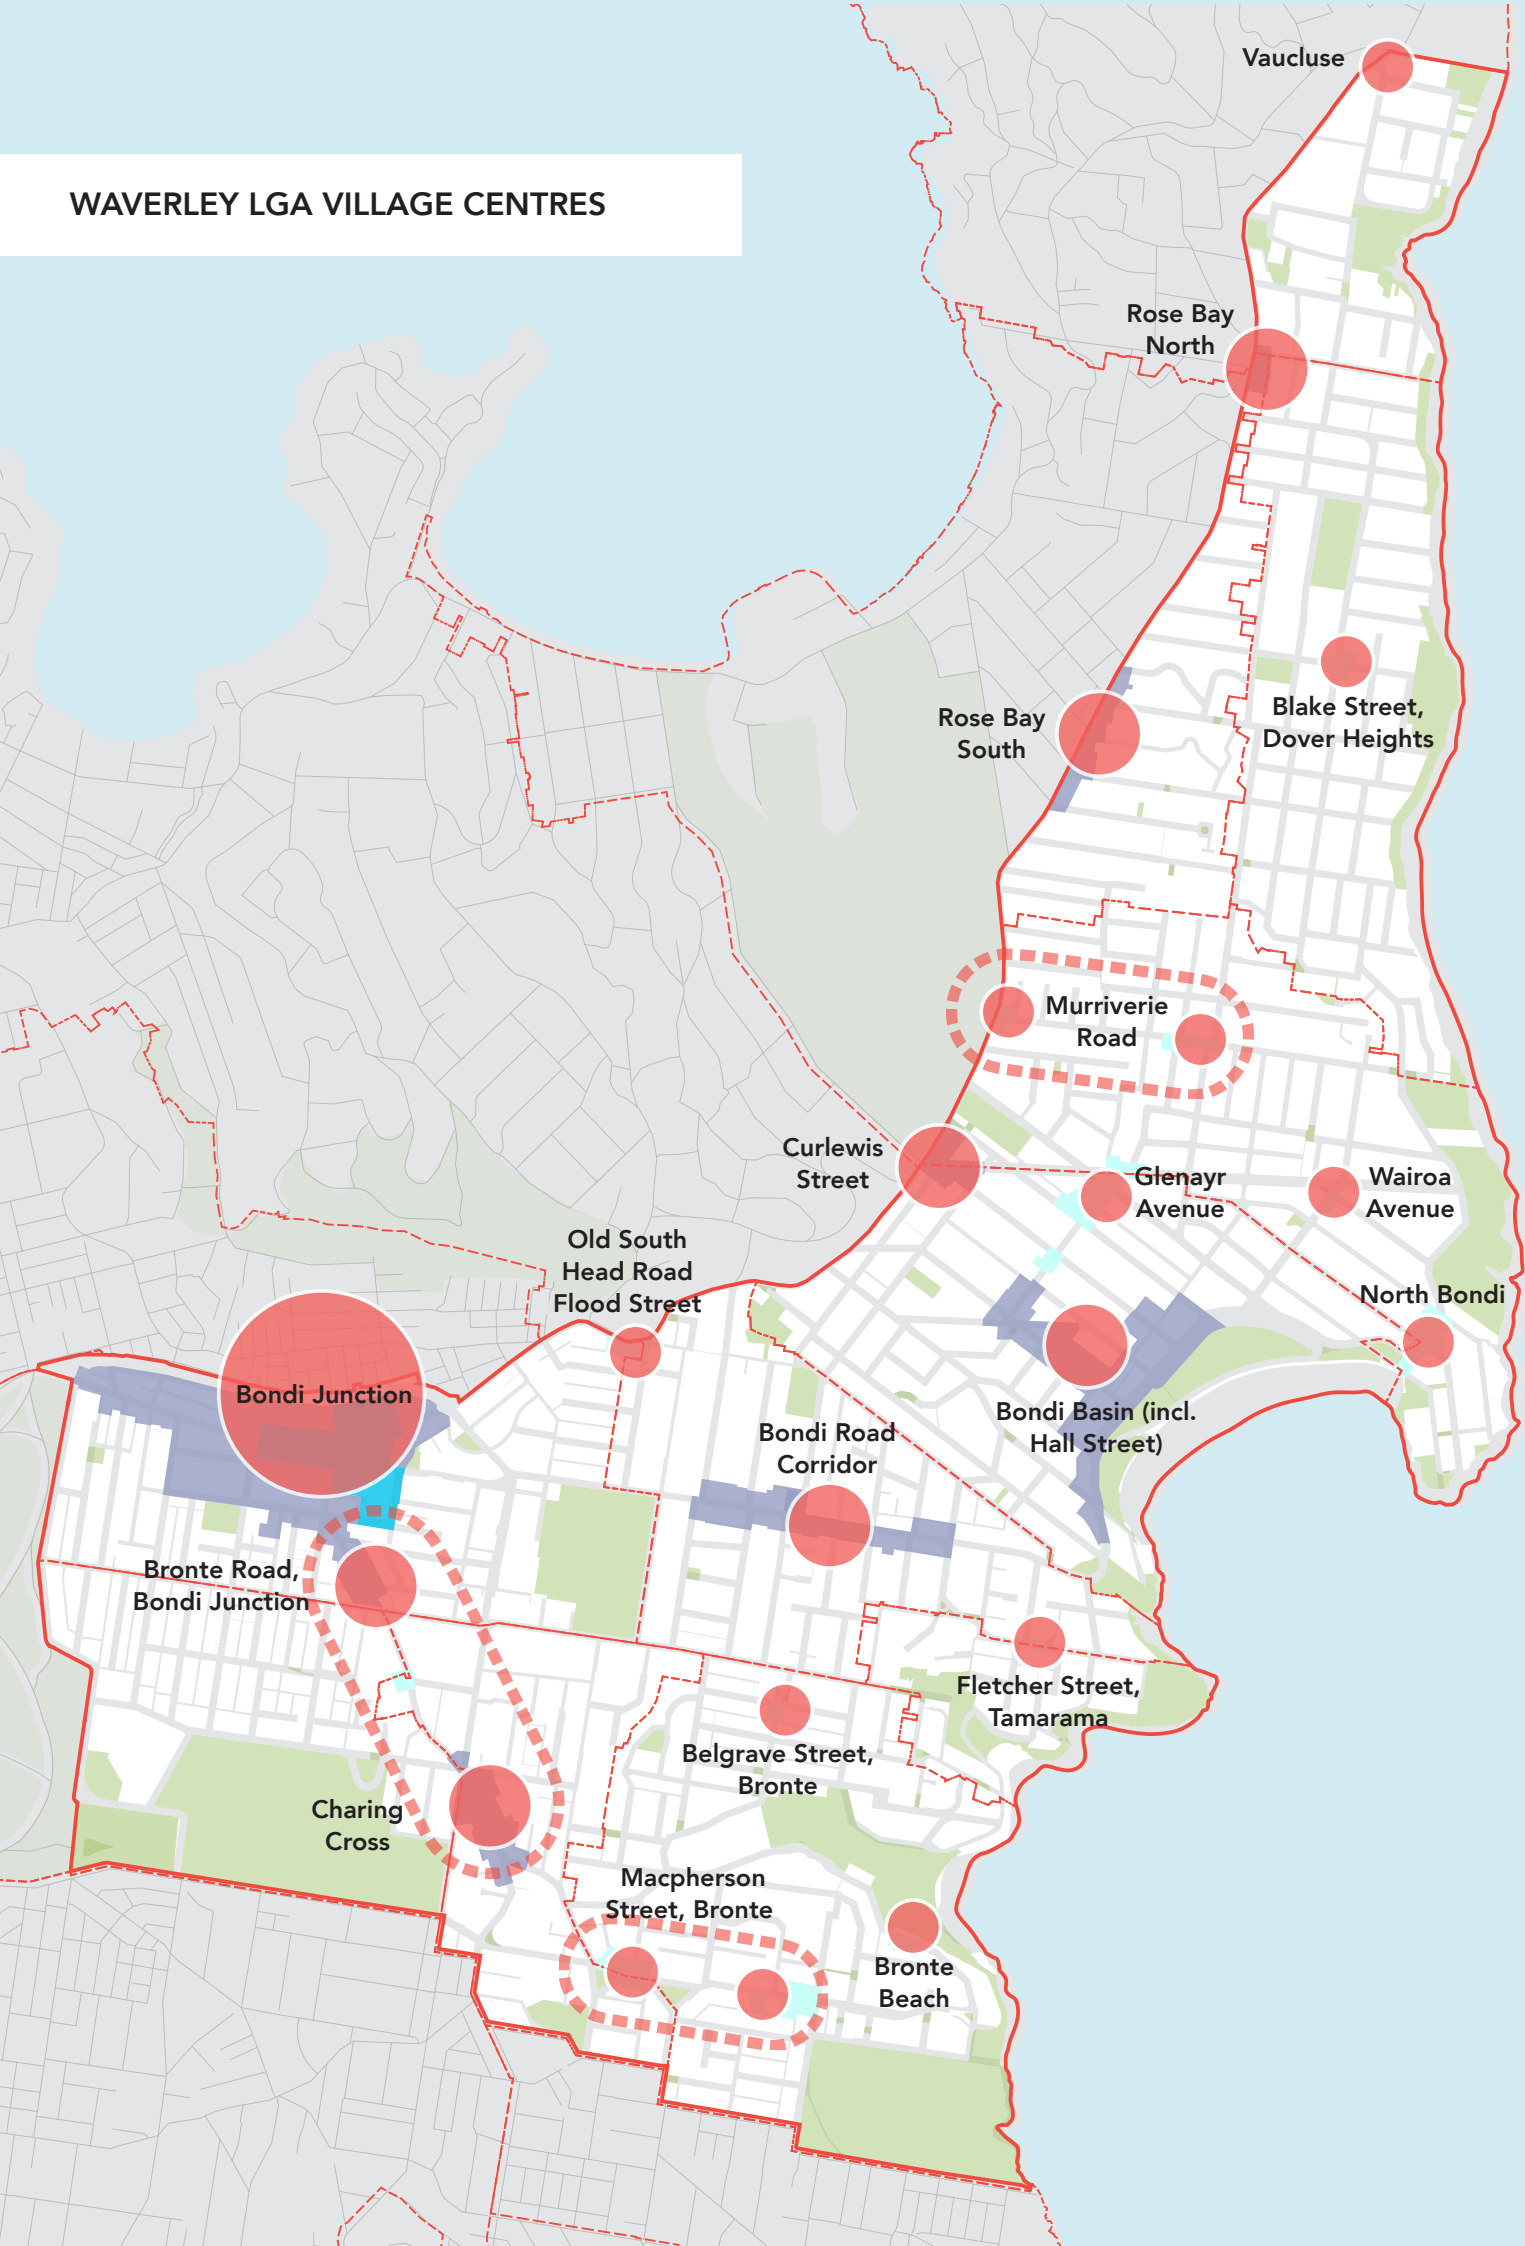 WAVERLEY LGA VILLAGE CENTRES
Vaucluse
Rose Bay
North
Rose Bay
South
Blake Street,
Dover Heights
Murriverie
Road
Curlewis
Street
Glenayr
Avenue
Wairoa
Avenue
Old South
Head Road
Flood Street
North Bondi
Bondi Junction
Bondi Basin (incl.
Hall Street)
Bondi Road
Corridor
Bronte Road,
Bondi Junction
Fletcher Street,
Tamarama
Belgrave Street,
Bronte
Charing
Cross
Macpherson
Street, Bronte
Bronte
Beach